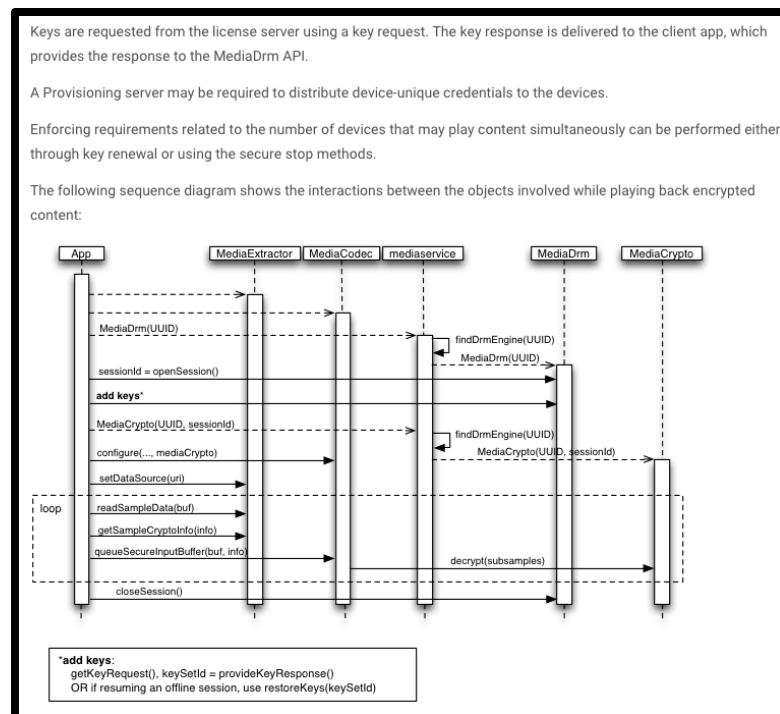 Keys are requested from the license server using a key request. The key response is delivered to the client app, which
provides the response to the MediaDrm API.
A Provisioning server may be required to distribute device-unique credentials to the devices.
Enforcing requirements related to the number of devices that may play content simultaneously can be performed either
through key renewal or using the secure stop methods.
The following sequence diagram shows the interactions between the objects involved while playing back encrypted
content:
App MediaExtractor MediaCodec mediaservice MediaDrm MediaCrypto
MediaDrm(UUID)
findDrmEngine(UUID)
MediaDrm(UUID)
sessionId = openSession()
add keys*
MediaCrypto(UUID, sessionId)
findDrmEngine(UUID)
MediaCrypto(UUID, sessionId)
configure(..., mediaCrypto)
setDataSource(uri)
loop
readSampleData(buf)
getSampleCryptoInfo(info)
queueSecureInputBuffer(buf, info)
decrypt(subsamples)
closeSession()
*add keys:
getKeyRequest(), keySetId = provideKeyResponse()
OR if resuming an offline session, use restoreKeys(keySetId)